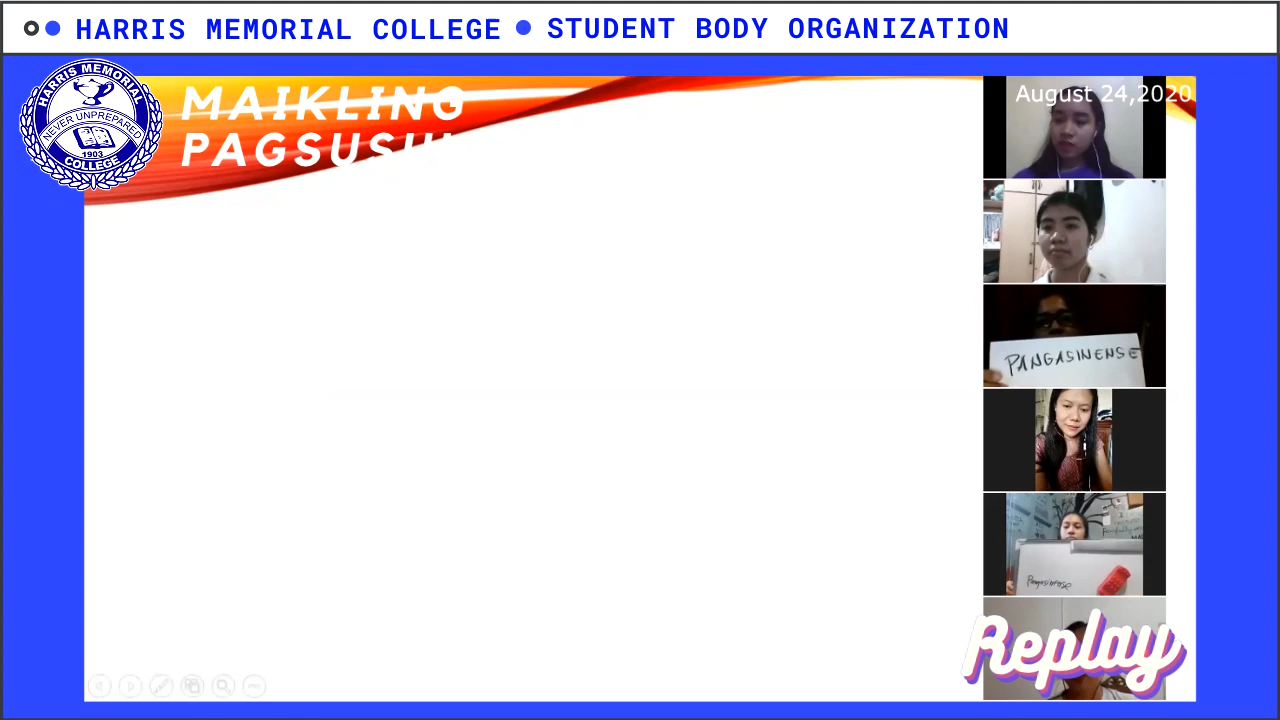 HARRIS MEMORIAL COLLEGE STUDENT BODY ORGANIZATION
HARRIS MEMORIAL
NEVER UNPREPARED
1903
COLLEGE
MAIKLING
August 24,2020
PANGASINENSE
Pangasinense
Replay